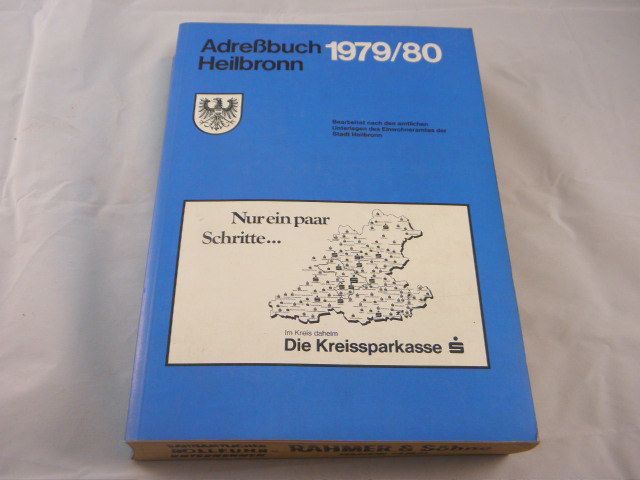 Adreßbuch 1979/80
Heilbronn
Bearbeitet nach den amtlichen
Unterlagen des Einwohneramtes der
Stadt Heilbronn
Nur ein paar
Schritte...
Im Kreis daheim
Die Kreissparkasse
RAHMER & Söhne